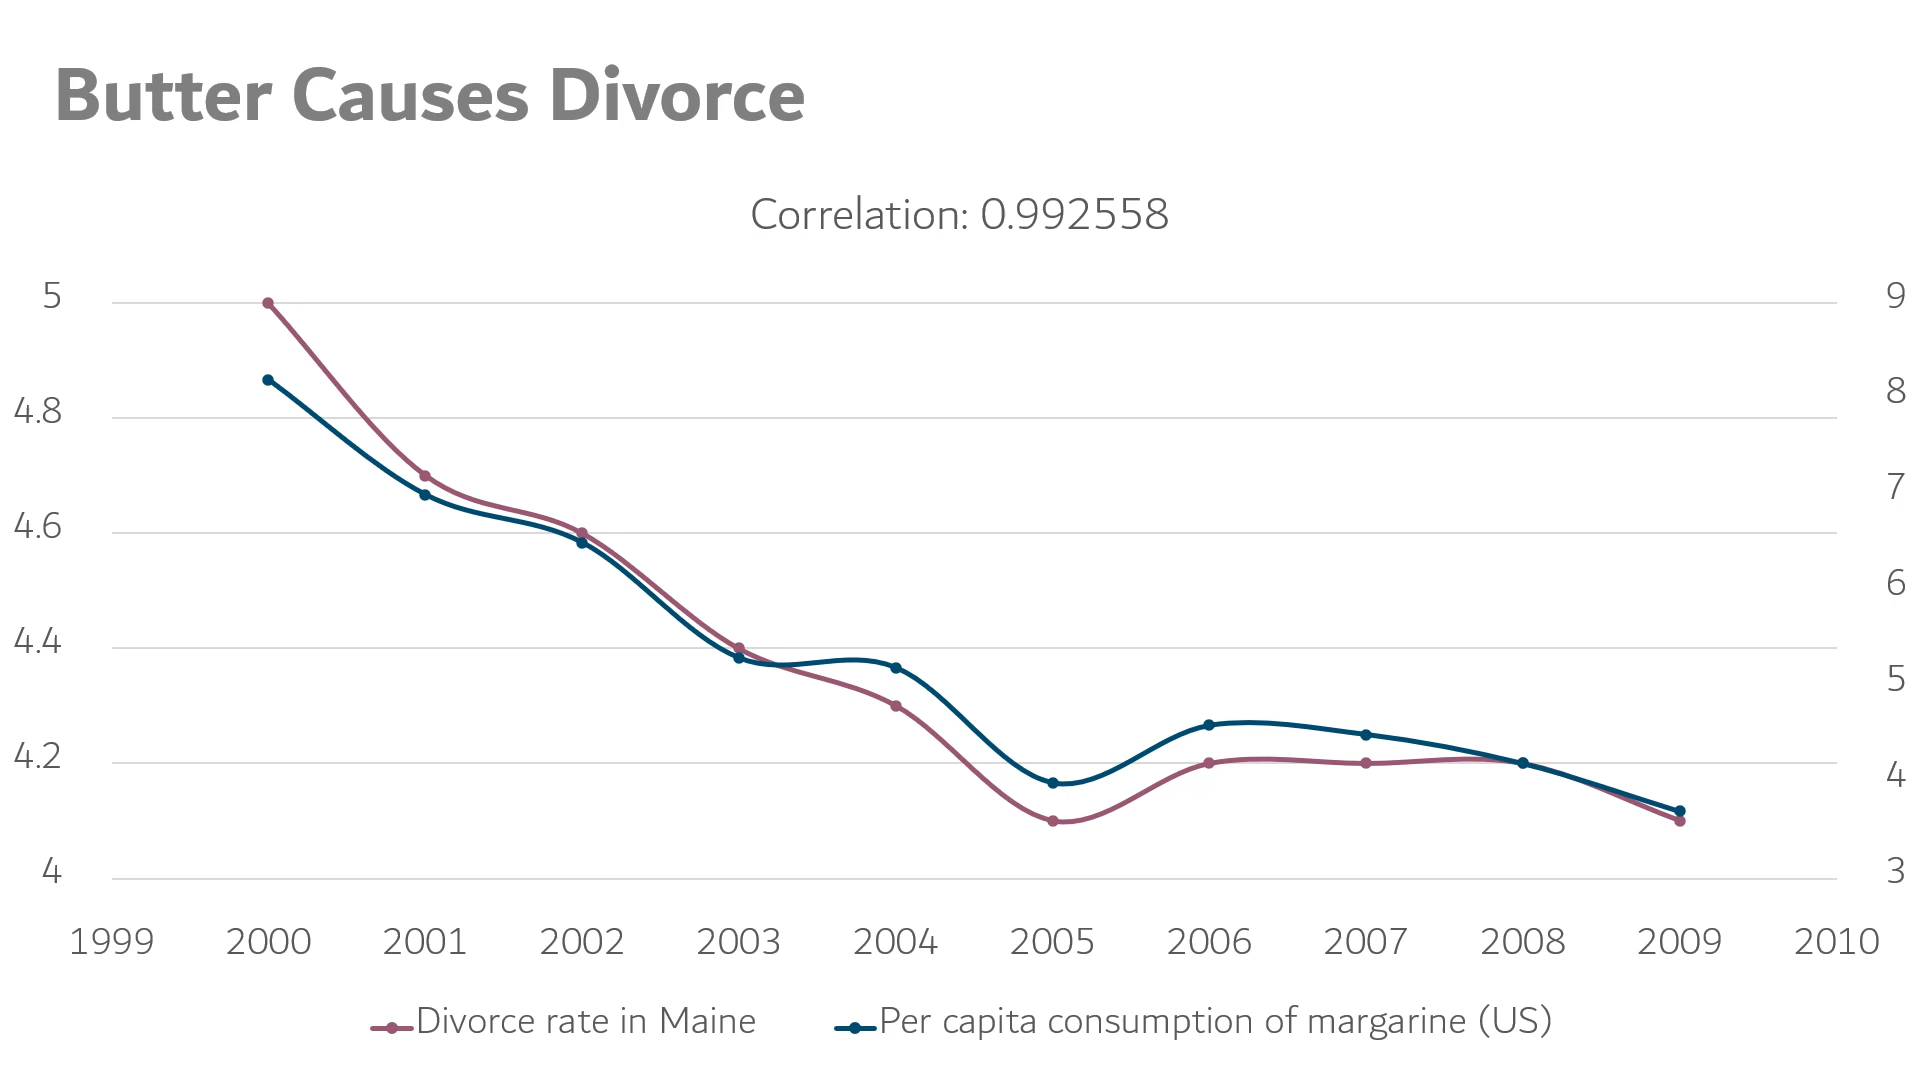 Butter Causes Divorce
Correlation: 0.992558
5 9
8
4.8
7
4.6
6
4.4
5
4.2
4
4 3
1999 2000 2001 2002 2003 2004 2005 2006 2007 2008 2009 2010
Divorce rate in Maine Per capita consumption of margarine (US)